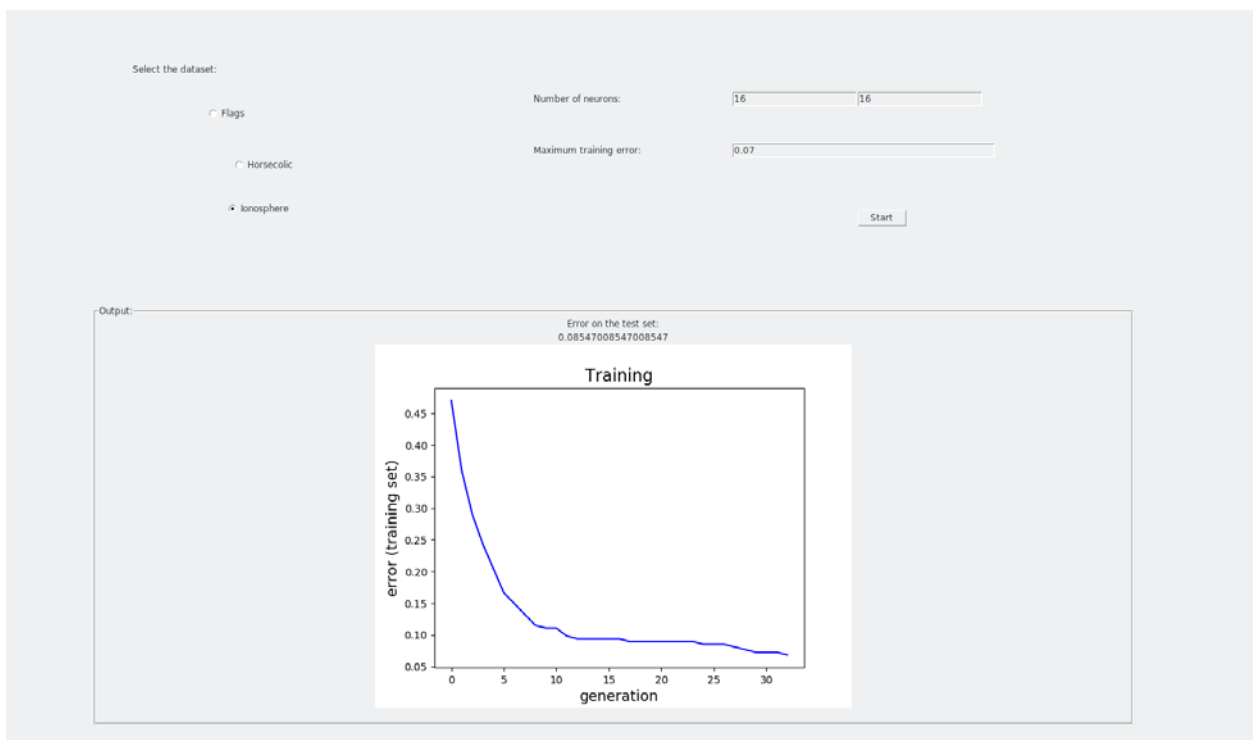 Select the dataset:
Flags
Horsecolic
Ionosphere
Number of neurons:
16
16
Maximum training error:
0.07
Start
Output:
Error on the test set:
0.08547008547008547
Training
error (training set)
0.45
0.40
0.35
0.30
0.25
0.20
0.15
0.10
0.05
0 5 10 15 20 25 30
generation